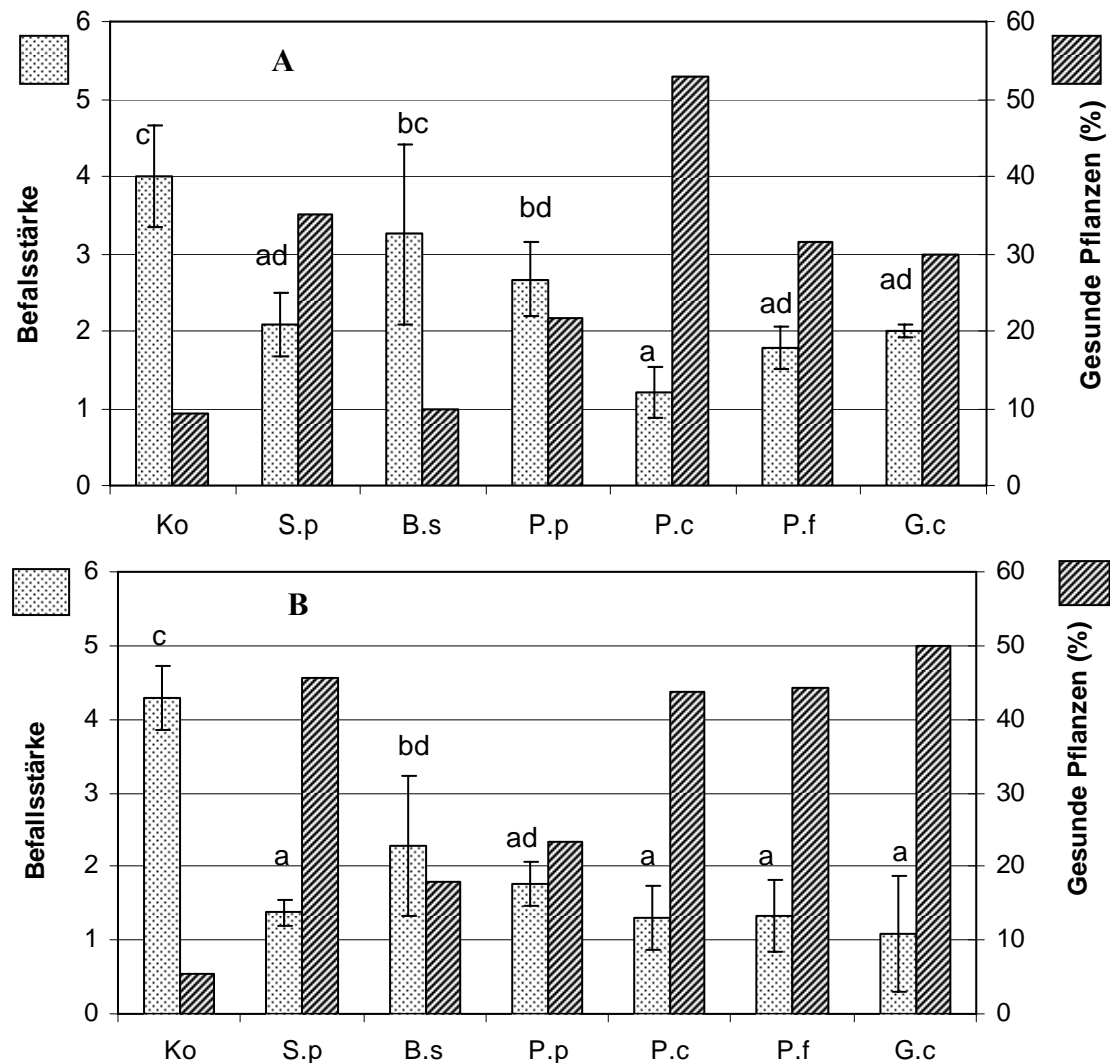 A
6
5
4
3
2
1
0
Befalsstärke
60
50
40
30
20
10
0
Gesunde Pflanzen (%)
c
ad
bc
bd
a
ad
ad
Ko S.p B.s P.p P.c P.f G.c
B
6
5
4
3
2
1
0
Befallsstärke
60
50
40
30
20
10
0
Gesunde Pflanzen (%)
c
a
bd
ad
a
a
a
Ko S.p B.s P.p P.c P.f G.c